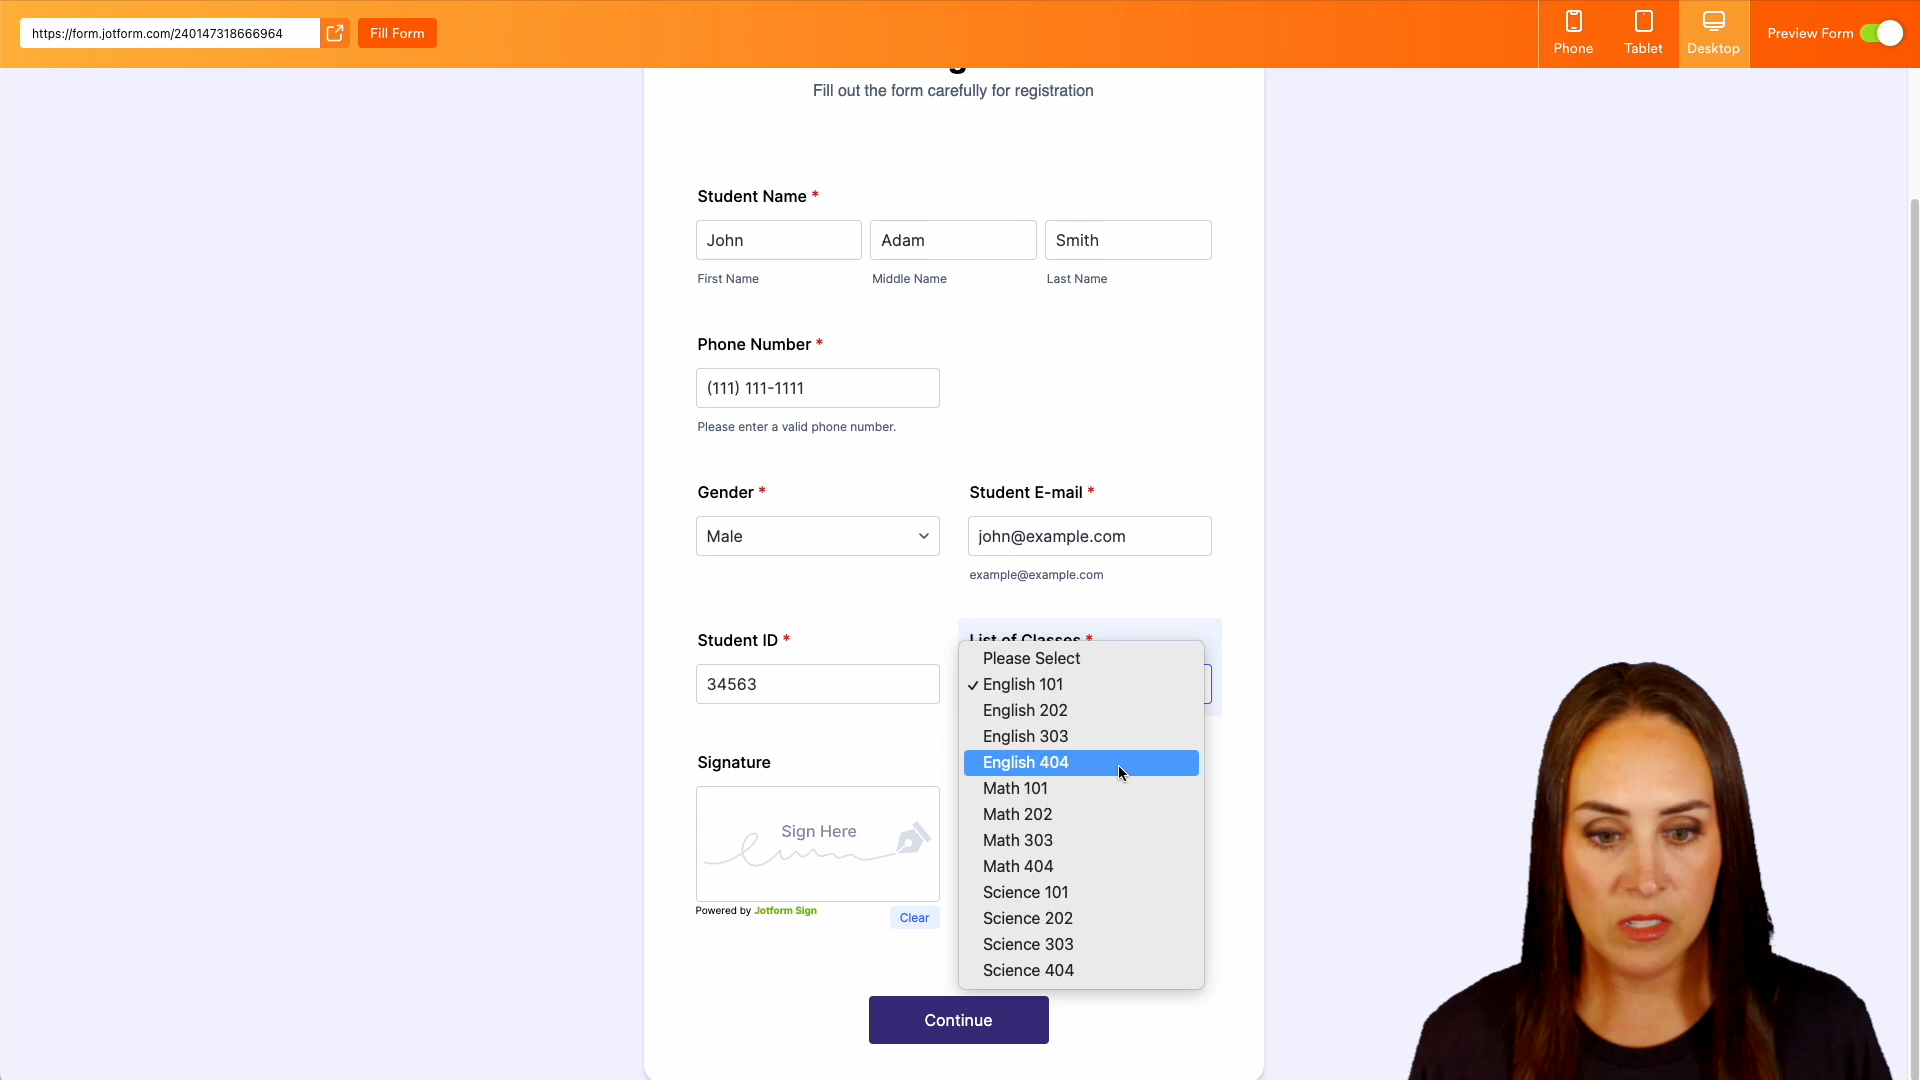 https://form.jotform.com/240147318666964
Fill Form
Phone
Tablet
Desktop
Preview Form
Fill out the form carefully for registration
Student Name *
John
Adam
Smith
First Name
Middle Name
Last Name
Phone Number *
(111) 111-1111
Please enter a valid phone number.
Gender *
Student E-mail *
Male
john@example.com
example@example.com
Student ID *
List of Classes *
34563
Please Select
English 101
English 202
English 303
English 404
Math 101
Math 202
Math 303
Math 404
Science 101
Science 202
Science 303
Science 404
Signature
Sign Here
Powered by Jotform Sign
Clear
Continue